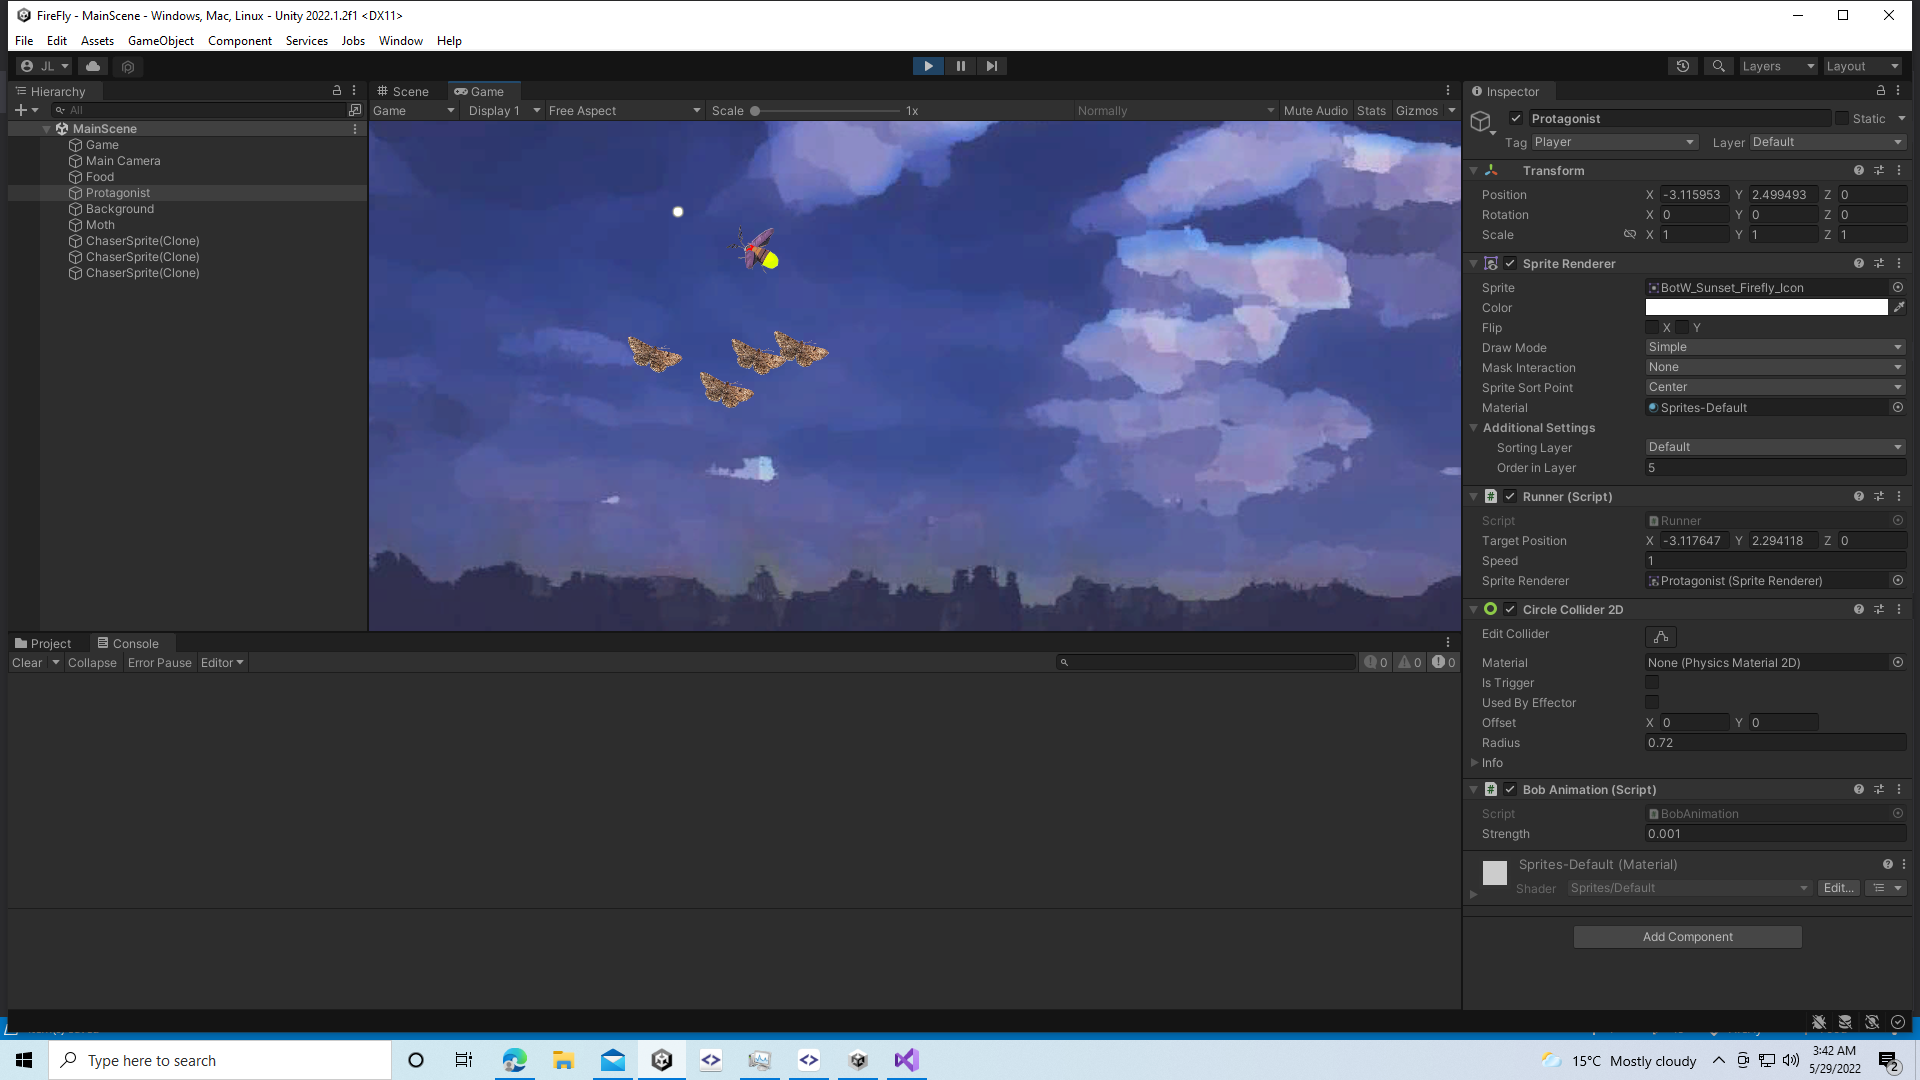 FireFly - MainScene - Windows, Mac, Linux - Unity 2022.1.2f1 <DX11>
File Edit Assets GameObject Component Services Jobs Window Help
JL Layers Layout
Hierarchy
All
MainScene
Game
Main Camera
Food
Protagonist
Background
Moth
ChaserSprite(Clone)
ChaserSprite(Clone)
ChaserSprite(Clone)
Scene Game
Game Display 1 Free Aspect Scale 1x Normally Mute Audio Stats Gizmos
Project Console
Clear Collapse Error Pause Editor 0 0 0
Inspector
Protagonist Static
Tag Player Layer Default
Transform
Position X -3.115953 Y 2.499493 Z 0
Rotation X 0 Y 0 Z 0
Scale X 1 Y 1 Z 1
Sprite Renderer
Sprite BotW_Sunset_Firefly_Icon
Color
Flip X Y
Draw Mode Simple
Mask Interaction None
Sprite Sort Point Center
Material Sprites-Default
Additional Settings
Sorting Layer Default
Order in Layer 5
# Runner (Script)
Script Runner
Target Position X -3.117647 Y 2.294118 Z 0
Speed 1
Sprite Renderer Protagonist (Sprite Renderer)
Circle Collider 2D
Edit Collider
Material None (Physics Material 2D)
Is Trigger
Used By Effector
Offset X 0 Y 0
Radius 0.72
Info
# Bob Animation (Script)
Script BobAnimation
Strength 0.001
Sprites-Default (Material)
Shader Sprites/Default Edit...
Add Component
Type here to search
15°C Mostly cloudy
3:42 AM
5/29/2022
2